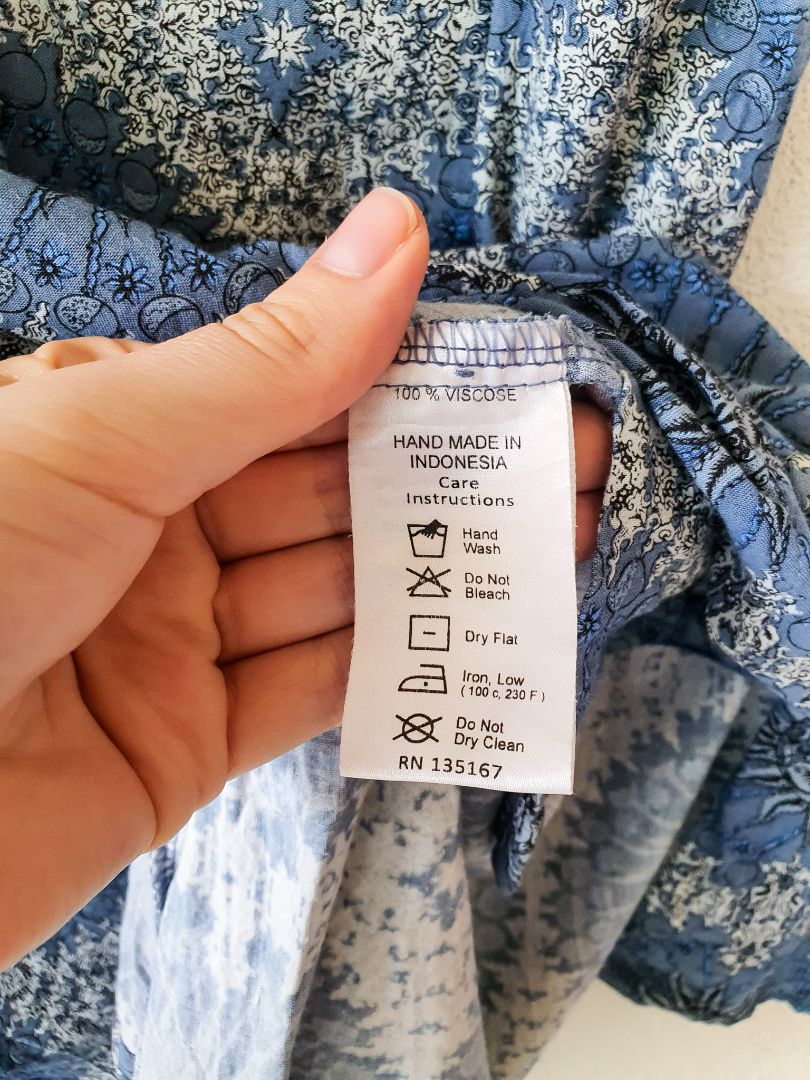 100 % VISCOSE
HAND MADE IN
INDONESIA
Care
Instructions
Hand
Wash
Do Not
Bleach
Dry Flat
Iron, Low
( 100 c, 230 F )
Do Not
Dry Clean
RN 135167